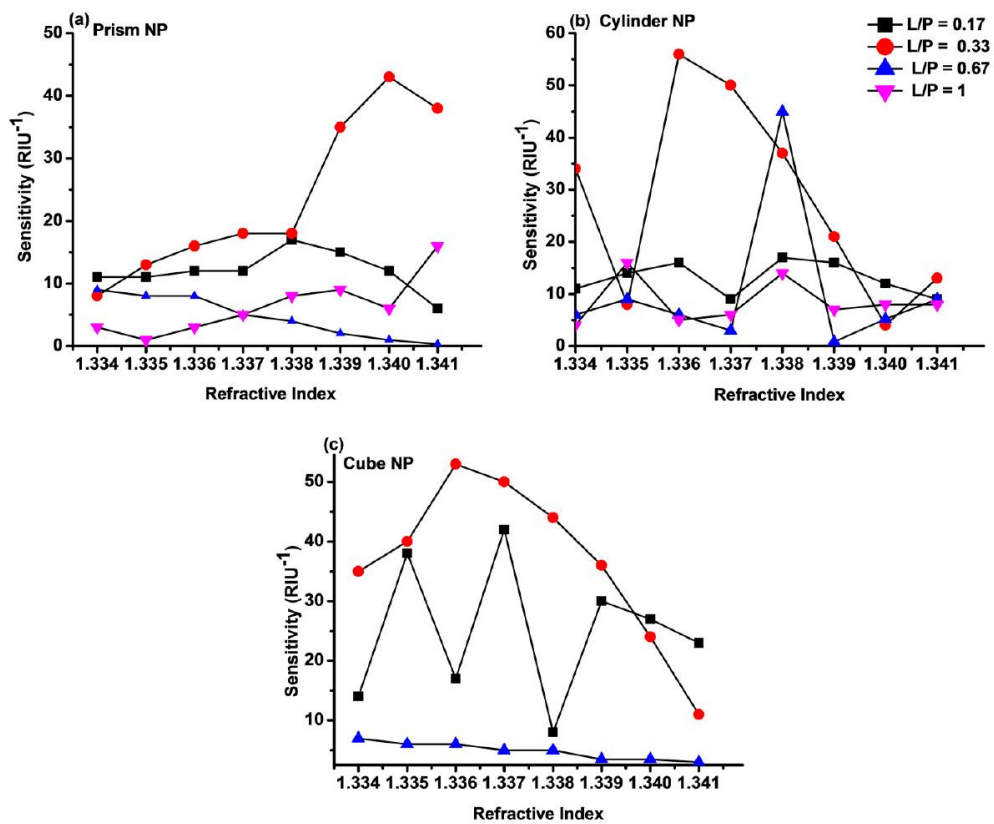 (a)
Prism NP
50
40
30
20
10
0
Sensitivity (RIU⁻¹)
1.334 1.335 1.336 1.337 1.338 1.339 1.340 1.341
Refractive Index
(b)
Cylinder NP
60
50
40
30
20
10
0
Sensitivity (RIU⁻¹)
1.334 1.335 1.336 1.337 1.338 1.339 1.340 1.341
Refractive Index
L/P = 0.17
L/P = 0.33
L/P = 0.67
L/P = 1
(c)
Cube NP
50
40
30
20
10
Sensitivity (RIU⁻¹)
1.334 1.335 1.336 1.337 1.338 1.339 1.340 1.341
Refractive Index